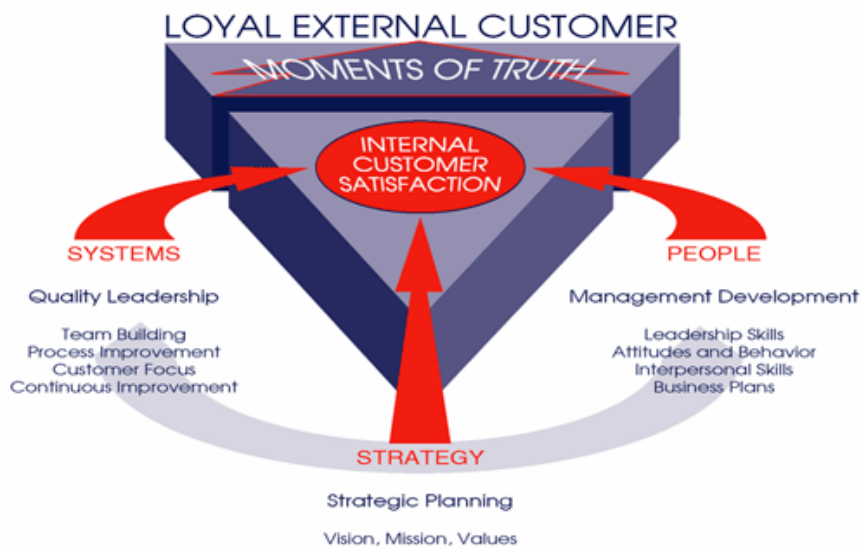 LOYAL EXTERNAL CUSTOMER
MOMENTS OF TRUTH
INTERNAL
CUSTOMER
SATISFACTION
SYSTEMS
Quality Leadership
Team Building
Process Improvement
Customer Focus
Continuous Improvement
PEOPLE
Management Development
Leadership Skills
Attitudes and Behavior
Interpersonal Skills
Business Plans
STRATEGY
Strategic Planning
Vision, Mission, Values